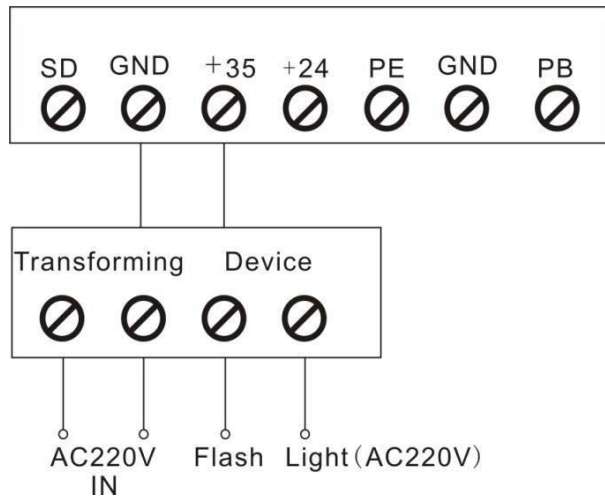 SD GND +35 +24 PE GND PB
Transforming Device
AC220V Flash Light(AC220V)
IN